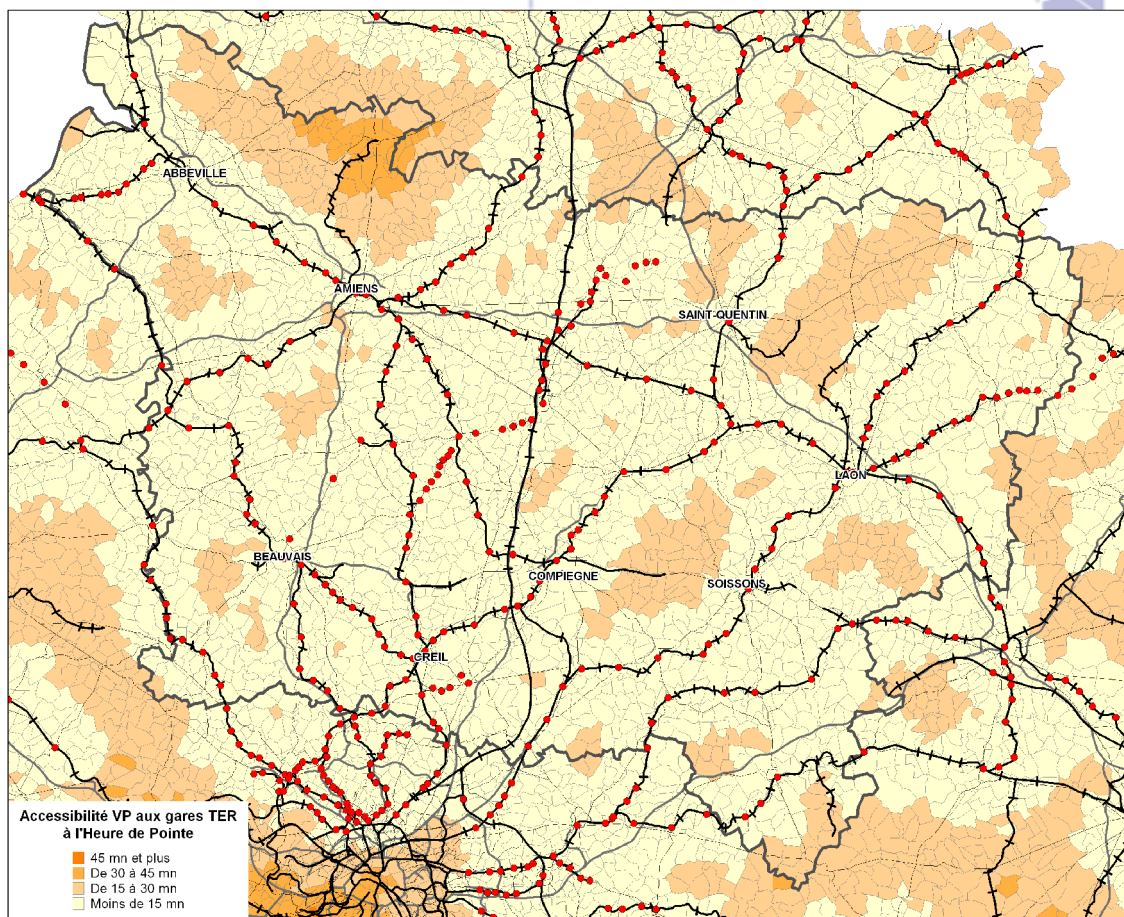 ABBEVILLE
AMIENS
SAINT-QUENTIN
LAON
BEAUVAIS
COMPIEGNE
SOISSONS
CREIL
Accessibilité VP aux gares TER
à l'Heure de Pointe
45 mn et plus
De 30 à 45 mn
De 15 à 30 mn
Moins de 15 mn